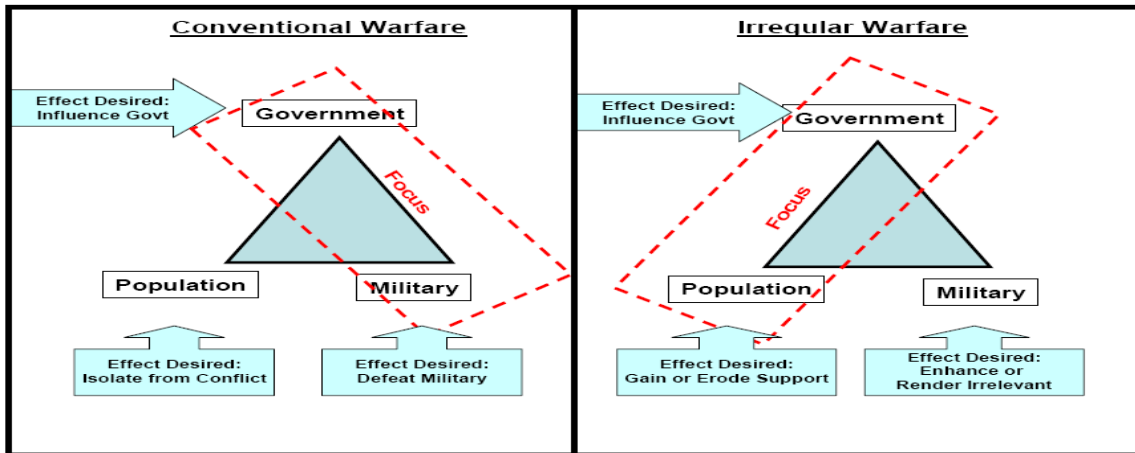 Conventional Warfare
Effect Desired:
Influence Govt
Government
Focus
Population
Military
Effect Desired:
Isolate from Conflict
Effect Desired:
Defeat Military
Irregular Warfare
Effect Desired:
Influence Govt
Government
Focus
Population
Military
Effect Desired:
Gain or Erode Support
Effect Desired:
Enhance or
Render Irrelevant